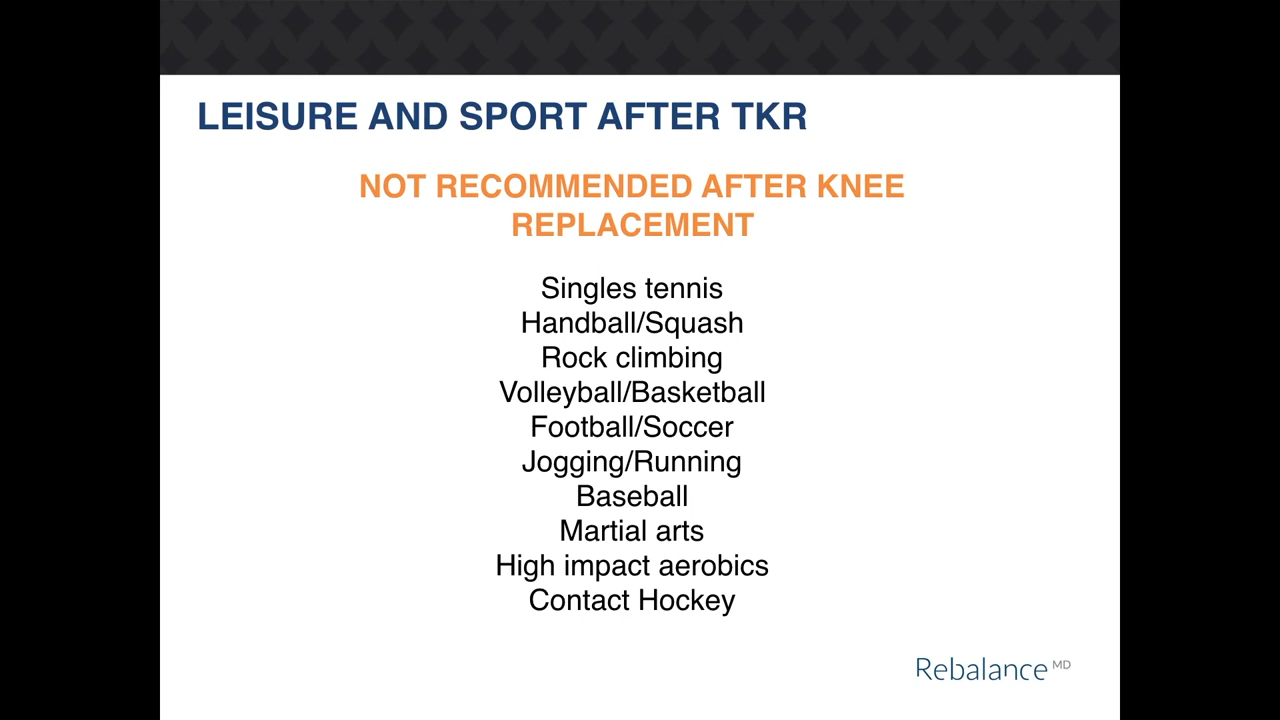 LEISURE AND SPORT AFTER TKR
NOT RECOMMENDED AFTER KNEE
REPLACEMENT
Singles tennis
Handball/Squash
Rock climbing
Volleyball/Basketball
Football/Soccer
Jogging/Running
Baseball
Martial arts
High impact aerobics
Contact Hockey
Rebalance MD